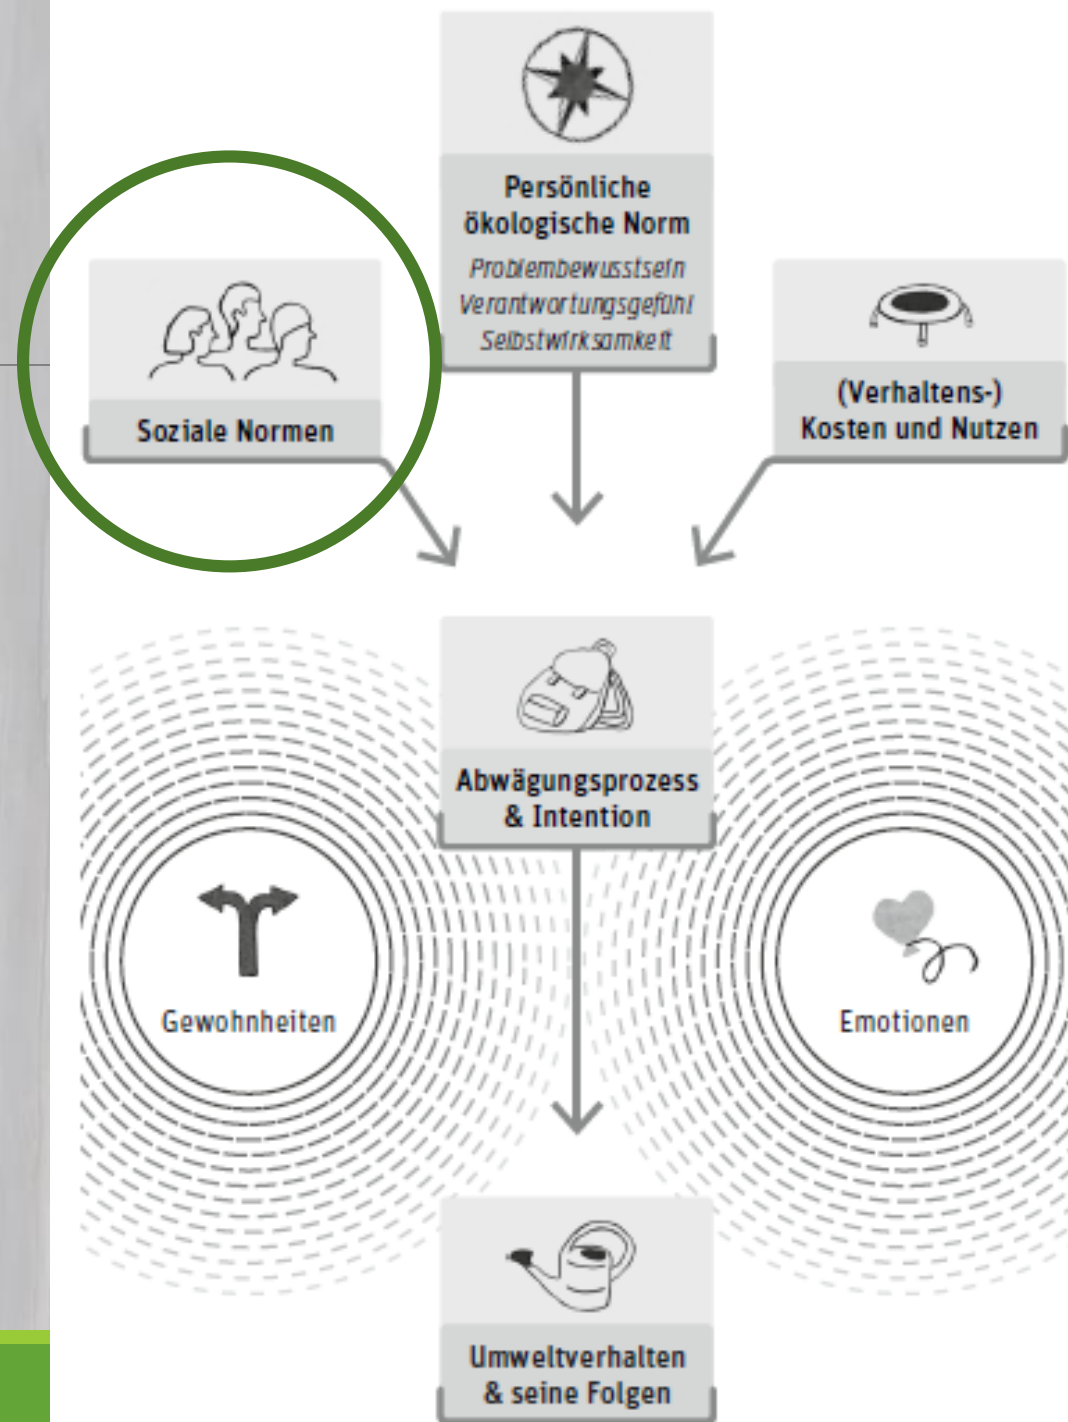 Persönliche
ökologische Norm
Problembewusstsein
Verantwortungsgefühl
Selbstwirksamkeit
Soziale Normen
(Verhaltens-)
Kosten und Nutzen
Abwägungsprozess
& Intention
Gewohnheiten
Emotionen
Umweltverhalten
& seine Folgen